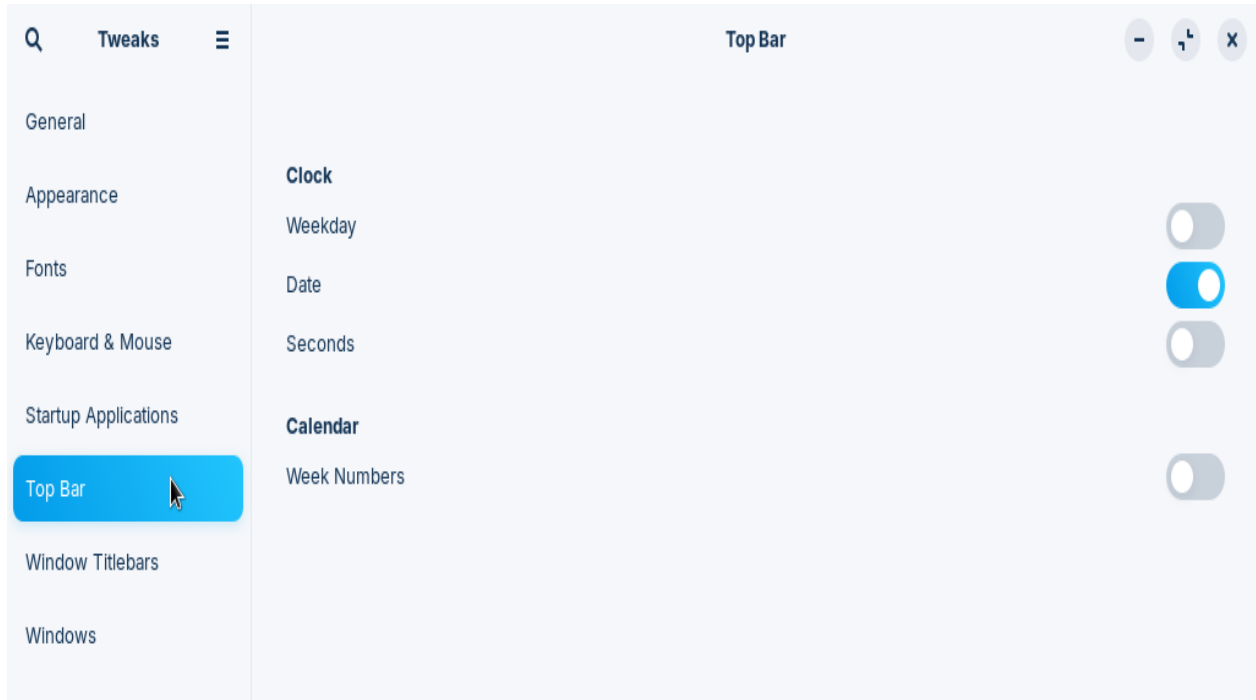 Tweaks
Top Bar
General
Appearance
Fonts
Keyboard & Mouse
Startup Applications
Top Bar
Window Titlebars
Windows
Clock
Weekday
Date
Seconds
Calendar
Week Numbers